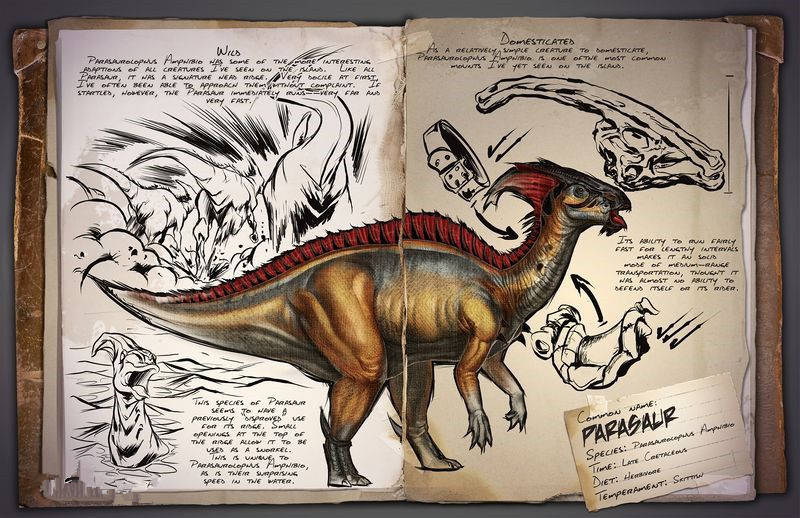 Wild
Parasaurolophus Amphibio has some of the more interesting
adaptions of all creatures I've seen on the island. Like all
Parasaur, it was a signature head ridge. Very docile at first,
I've often been able to approach them without complaint. If
startled, however, the Parasaur immediately runs--very far and
very fast.
Domesticated
As a relatively simple creature to domesticate,
Parasaurolophus Amphibio is one ofthe most common
mounts I've yet seen on the island.
Its ability to run fairly
fast for lengthy intervals
makes it an solid
mode of medium-range
transportation, thought it
was almost no ability to
defend itself or its rider.
This species of Parasaur
seems to have a
previously disproved use
for its ridge. Small
openings at the top of
the ridge allow it to be
used as a snorkel.
This is unique to
Parasaurolophus Amphibio,
as is their surprising
speed in the water.
Common name:
Parasaur
Species: Parasaurolophus Amphibio
Time: Late Cretaceous
Diet: Herbivore
Temperament: Skittish